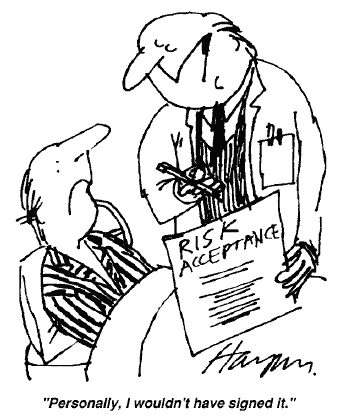 RISK
ACCEPTANCE
Harpur.
"Personally, I wouldn't have signed it."